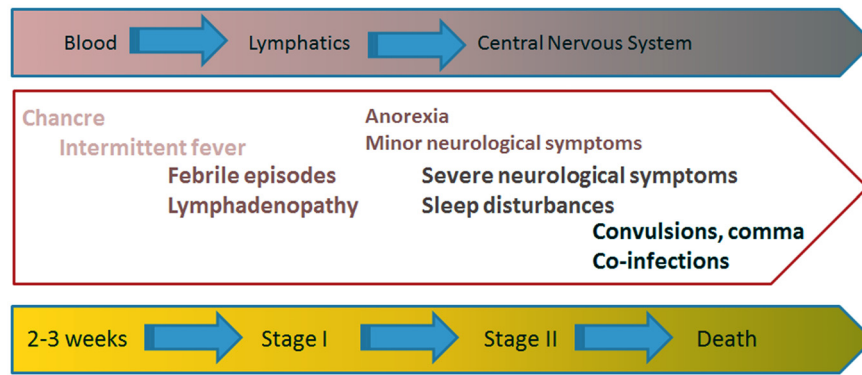 Blood Lymphatics Central Nervous System
Chancre
Anorexia
Intermittent fever
Minor neurological symptoms
Febrile episodes
Severe neurological symptoms
Lymphadenopathy
Sleep disturbances
Convulsions, comma
Co-infections
2-3 weeks Stage I Stage II Death